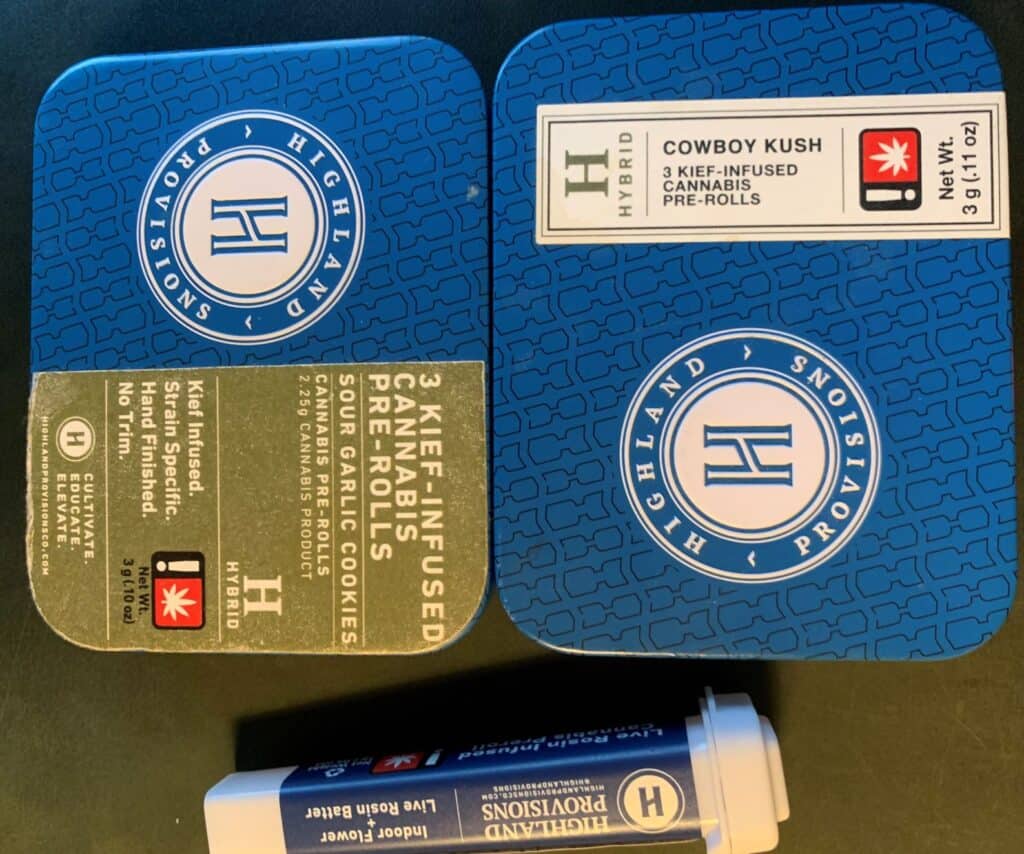 HIGHLAND PROVISIONS
H
3 KIEF-INFUSED
CANNABIS
PRE-ROLLS
SOUR GARLIC COOKIES
CANNABIS PRE-ROLLS
2.25g CANNABIS PRODUCT
H
HYBRID
Kief Infused.
Strain Specific.
Hand Finished.
No Trim.
!
Net Wt.
3 g (.10 oz)
H
CULTIVATE.
EDUCATE.
ELEVATE.
HIGHLANDPROVISIONSCO.COM
H
HYBRID
COWBOY KUSH
3 KIEF-INFUSED
CANNABIS
PRE-ROLLS
!
Net Wt.
3 g (.11 oz)
HIGHLAND PROVISIONS
H
H
HIGHLAND
PROVISIONS
HIGHLANDPROVISIONSCO.COM
@HIGHLANDPROVISIONS
Live Rosin Infused
Cannabis Preroll
Indoor Flower
+
Live Rosin Batter
!